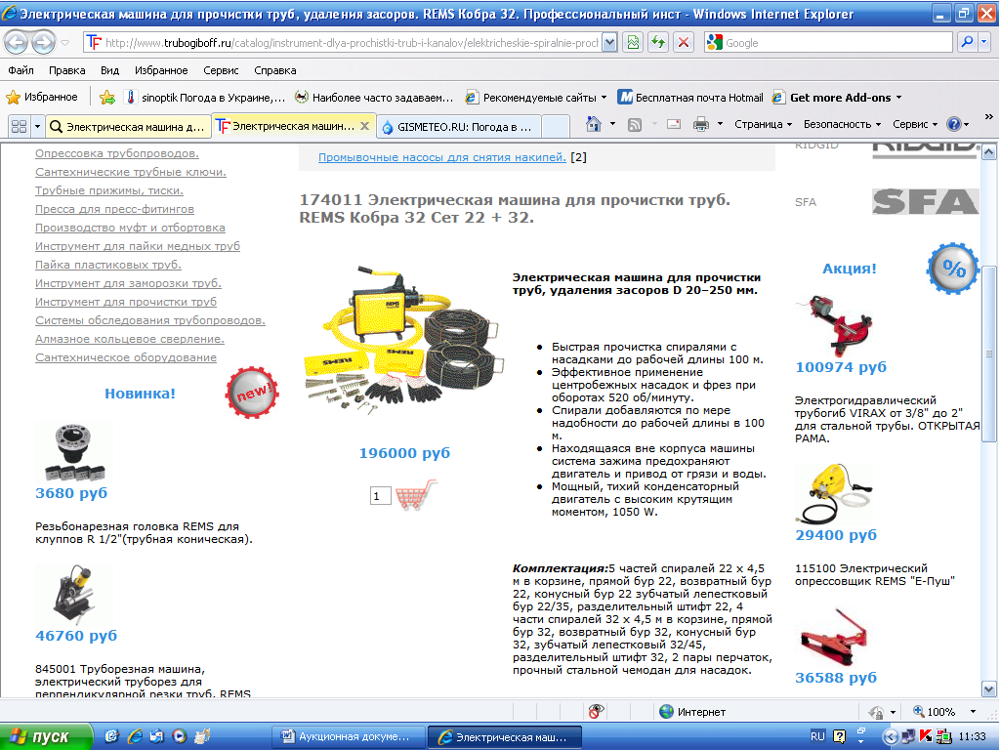 Электрическая машина для прочистки труб, удаления засоров. REMS Кобра 32. Профессиональный инст - Windows Internet Explorer
http://www.trubogiboff.ru/catalog/instrument-dlya-prochistki-trub-i-kanalov/elektricheskie-spiralnie-proch
Google
Файл Правка Вид Избранное Сервис Справка
Избранное
sinoptik Погода в Украине,...
Наиболее часто задаваем...
Рекомендуемые сайты
Бесплатная почта Hotmail
Get more Add-ons
Электрическая машина д...
Электрическая машин...
GISMETEO.RU: Погода в ...
Страница
Безопасность
Сервис
Опрессовка трубопроводов.
Сантехнические трубные ключи.
Трубные прижимы, тиски.
Пресса для пресс-фитингов
Производство муфт и отбортовка
Инструмент для пайки медных труб
Пайка пластиковых труб.
Инструмент для заморозки труб.
Инструмент для прочистки труб
Системы обследования трубопроводов.
Алмазное кольцевое сверление.
Сантехническое оборудование
Новинка!
new!
3680 руб
Резьбонарезная головка REMS для
клуппов R 1/2"(трубная коническая).
46760 руб
845001 Труборезная машина,
электрический труборез для
перпендикулярной резки труб. REMS
Промывочные насосы для снятия накипей. [2]
174011 Электрическая машина для прочистки труб.
REMS Кобра 32 Сет 22 + 32.
REMS
REMS
REMS
196000 руб
1
Электрическая машина для прочистки
труб, удаления засоров D 20–250 мм.
Быстрая прочистка спиралями с
насадками до рабочей длины 100 м.
Эффективное применение
центробежных насадок и фрез при
оборотах 520 об/минуту.
Спирали добавляются по мере
надобности до рабочей длины в 100
м.
Находящаяся вне корпуса машины
система зажима предохраняют
двигатель и привод от грязи и воды.
Мощный, тихий конденсаторный
двигатель с высоким крутящим
моментом, 1050 W.
Комплектация:5 частей спиралей 22 х 4,5
м в корзине, прямой бур 22, возвратный бур
22, конусный бур 22 зубчатый лепестковый
бур 22/35, разделительный штифт 22, 4
части спиралей 32 х 4,5 м в корзине, прямой
бур 32, возвратный бур 32, конусный бур
32, зубчатый лепестковый 32/45,
разделительный штифт 32, 2 пары перчаток,
прочный стальной чемодан для насадок.
RIDGID
RIDGID
SFA
SFA
Акция!
%
100974 руб
Электрогидравлический
трубогиб VIRAX от 3/8" до 2"
для стальной трубы. ОТКРЫТАЯ
РАМА.
29400 руб
115100 Электрический
опрессовщик REMS "Е-Пуш"
36588 руб
Интернет
100%
пуск
Аукционная докуме...
Электрическая маш...
RU
11:33